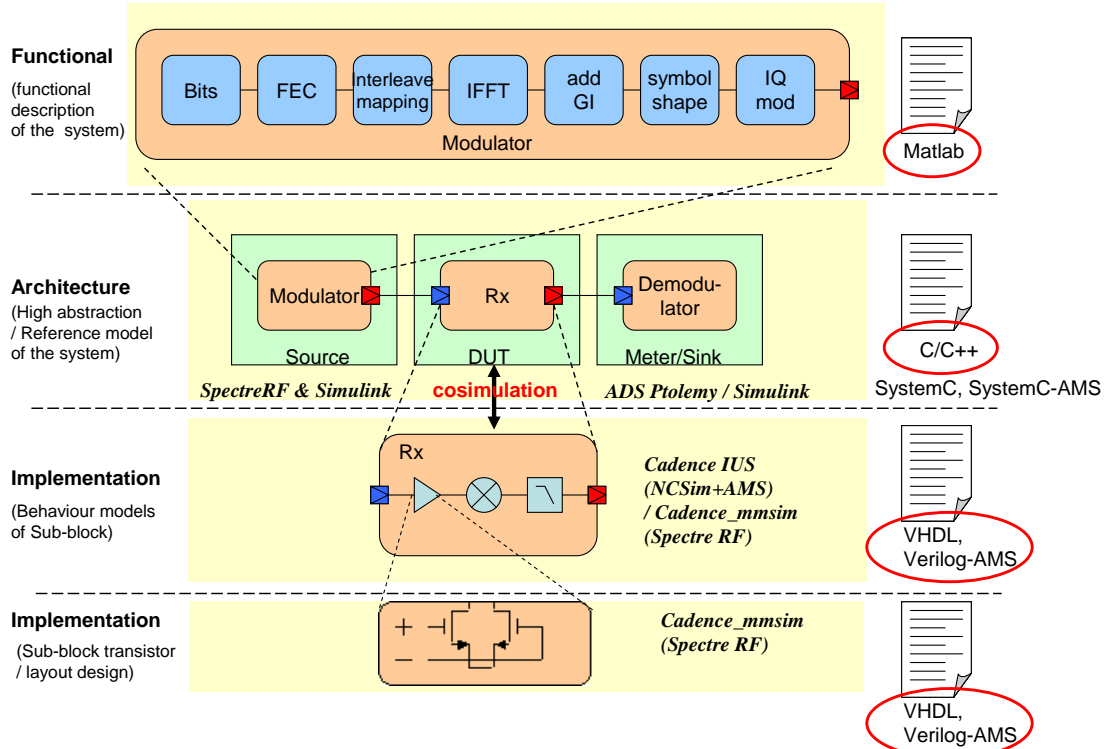 Functional
(functional
description
of the system)
Bits
FEC
Interleave
mapping
IFFT
add
GI
symbol
shape
IQ
mod
Modulator
Matlab
Architecture
(High abstraction
/ Reference model
of the system)
Modulator
Source
Rx
DUT
Demodu-
lator
Meter/Sink
SpectreRF & Simulink
cosimulation
ADS Ptolemy / Simulink
C/C++
SystemC, SystemC-AMS
Implementation
(Behaviour models
of Sub-block)
Rx
Cadence IUS
(NCSim+AMS)
/ Cadence_mmsim
(Spectre RF)
VHDL,
Verilog-AMS
Implementation
(Sub-block transistor
/ layout design)
+
−
Cadence_mmsim
(Spectre RF)
VHDL,
Verilog-AMS